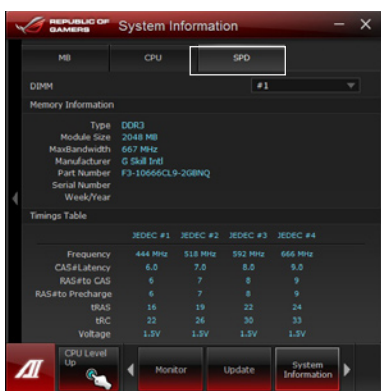 REPUBLIC OF
GAMERS
System Information
MB CPU SPD
DIMM #1
Memory Information
Type DDR3
Module Size 2048 MB
MaxBandwidth 667 MHz
Manufacturer G Skill Intl
Part Number F3-10666CL9-2GBNQ
Serial Number
Week/Year
Timings Table
JEDEC #1 JEDEC #2 JEDEC #3 JEDEC #4
Frequency 444 MHz 518 MHz 592 MHz 666 MHz
CAS#Latency 6.0 7.0 8.0 9.0
RAS#to CAS 6 7 8 9
RAS#to Precharge 6 7 8 9
tRAS 16 19 22 24
tRC 22 26 30 33
Voltage 1.5V 1.5V 1.5V 1.5V
CPU Level
Up
Monitor Update System
Information